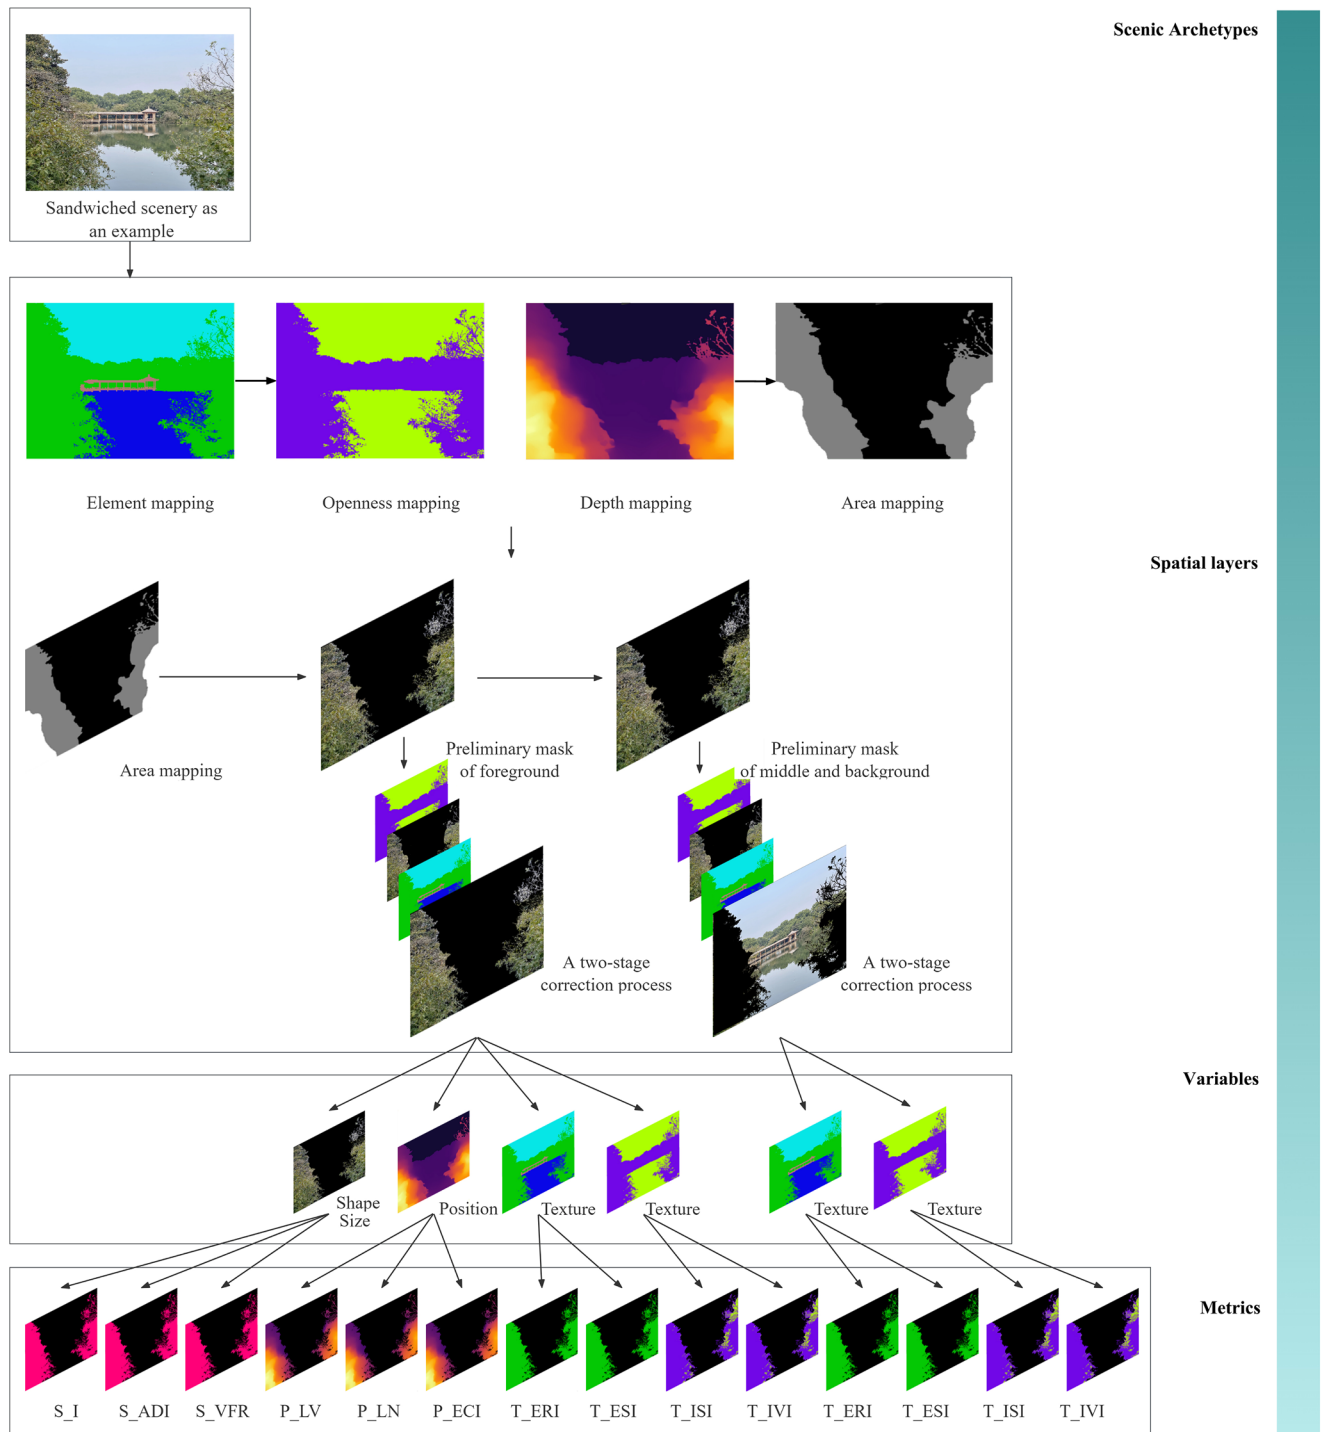 Scenic Archetypes
Sandwiched scenery as
an example
Element mapping
Openness mapping
Depth mapping
Area mapping
Spatial layers
Area mapping
Preliminary mask
of foreground
Preliminary mask
of middle and background
A two-stage
correction process
A two-stage
correction process
Variables
Shape
Size
Position
Texture
Texture
Texture
Texture
Metrics
S_I
S_ADI
S_VFR
P_LV
P_LN
P_ECI
T_ERI
T_ESI
T_ISI
T_IVI
T_ERI
T_ESI
T_ISI
T_IVI